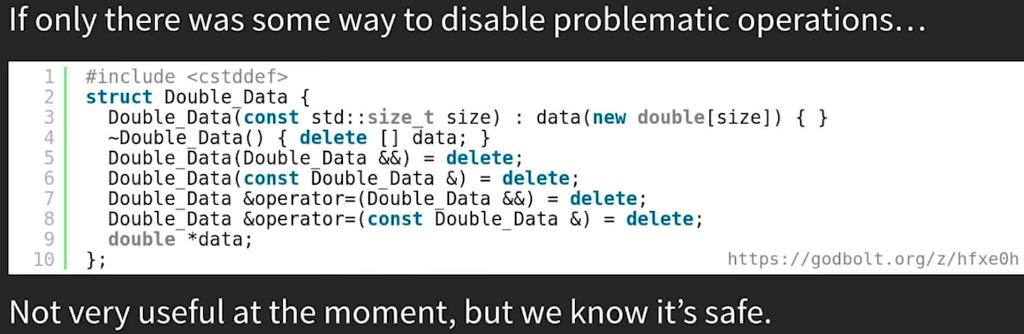 If only there was some way to disable problematic operations...
1 #include <cstddef>
2 struct Double_Data {
3   Double_Data(const std::size_t size) : data(new double[size]) { }
4   ~Double_Data() { delete [] data; }
5   Double_Data(Double_Data &&) = delete;
6   Double_Data(const Double_Data &) = delete;
7   Double_Data &operator=(Double_Data &&) = delete;
8   Double_Data &operator=(const Double_Data &) = delete;
9   double *data;
10 };
https://godbolt.org/z/hfxe0h
Not very useful at the moment, but we know it’s safe.